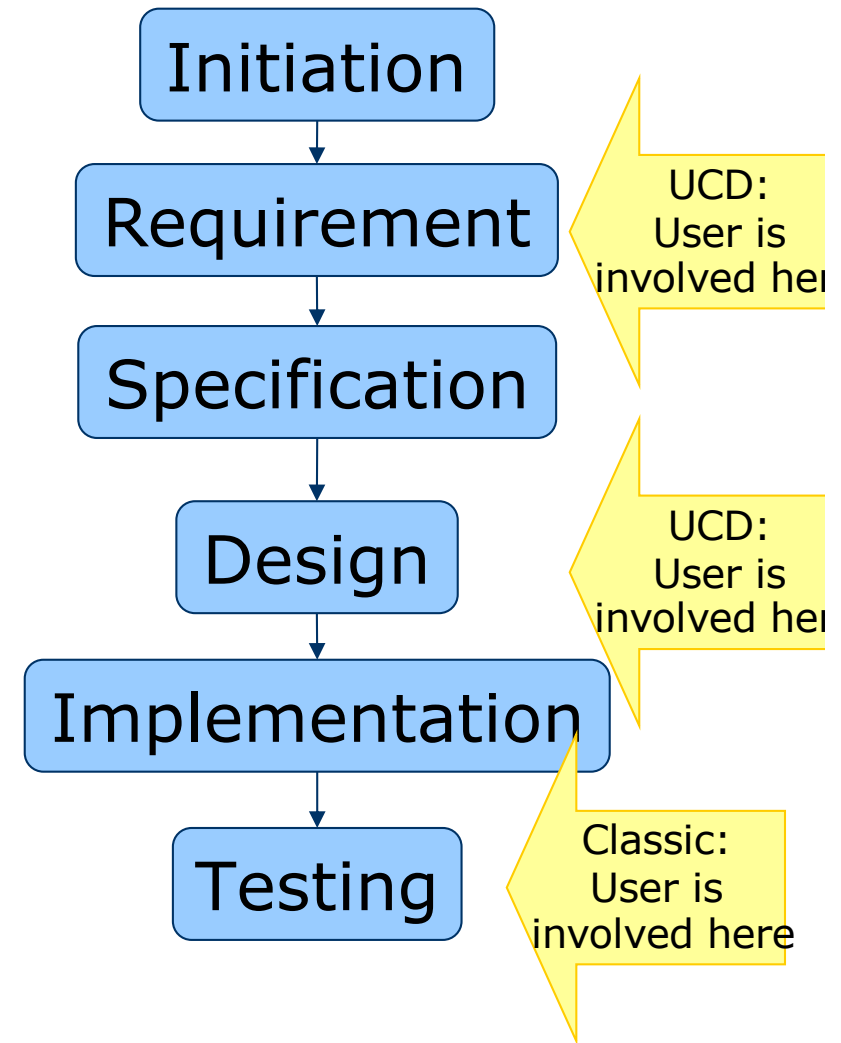 Initiation
Requirement
UCD:
User is
involved her
Specification
Design
UCD:
User is
involved her
Implementation
Testing
Classic:
User is
involved here